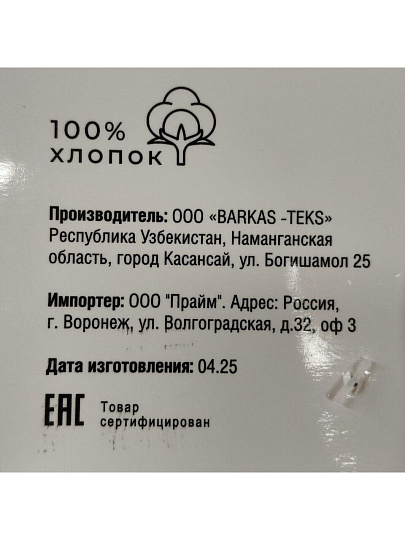 100%
ХЛОПОК
Производитель: ООО «BARKAS -TEKS»
Республика Узбекистан, Наманганская
область, город Касансай, ул. Богишамол 25
Импортер: ООО "Прайм". Адрес: Россия,
г. Воронеж, ул. Волгоградская, д.32, оф 3
Дата изготовления: 04.25
ЕАС Товар
сертифицирован